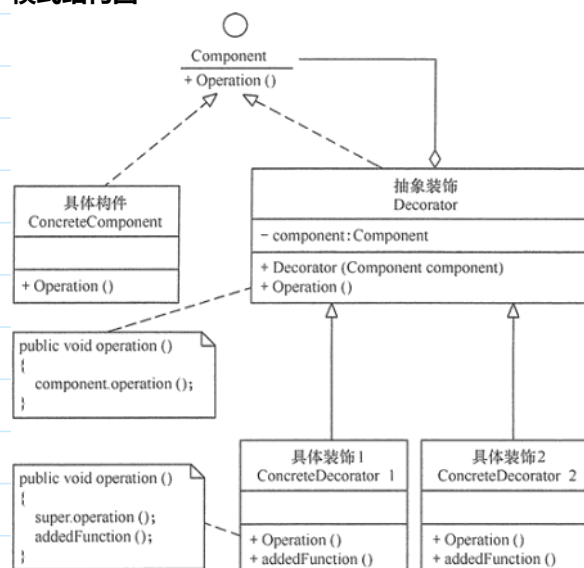 模式结构图
Component
+ Operation ()
具体构件
ConcreteComponent
+ Operation ()
抽象装饰
Decorator
- component:Component
+ Decorator (Component component)
+ Operation ()
public void operation ()
{
component.operation ();
}
具体装饰1
ConcreteDecorator 1
+ Operation ()
+ addedFunction ()
具体装饰2
ConcreteDecorator 2
+ Operation ()
+ addedFunction ()
public void operation ()
{
super.operation ();
addedFunction ();
}